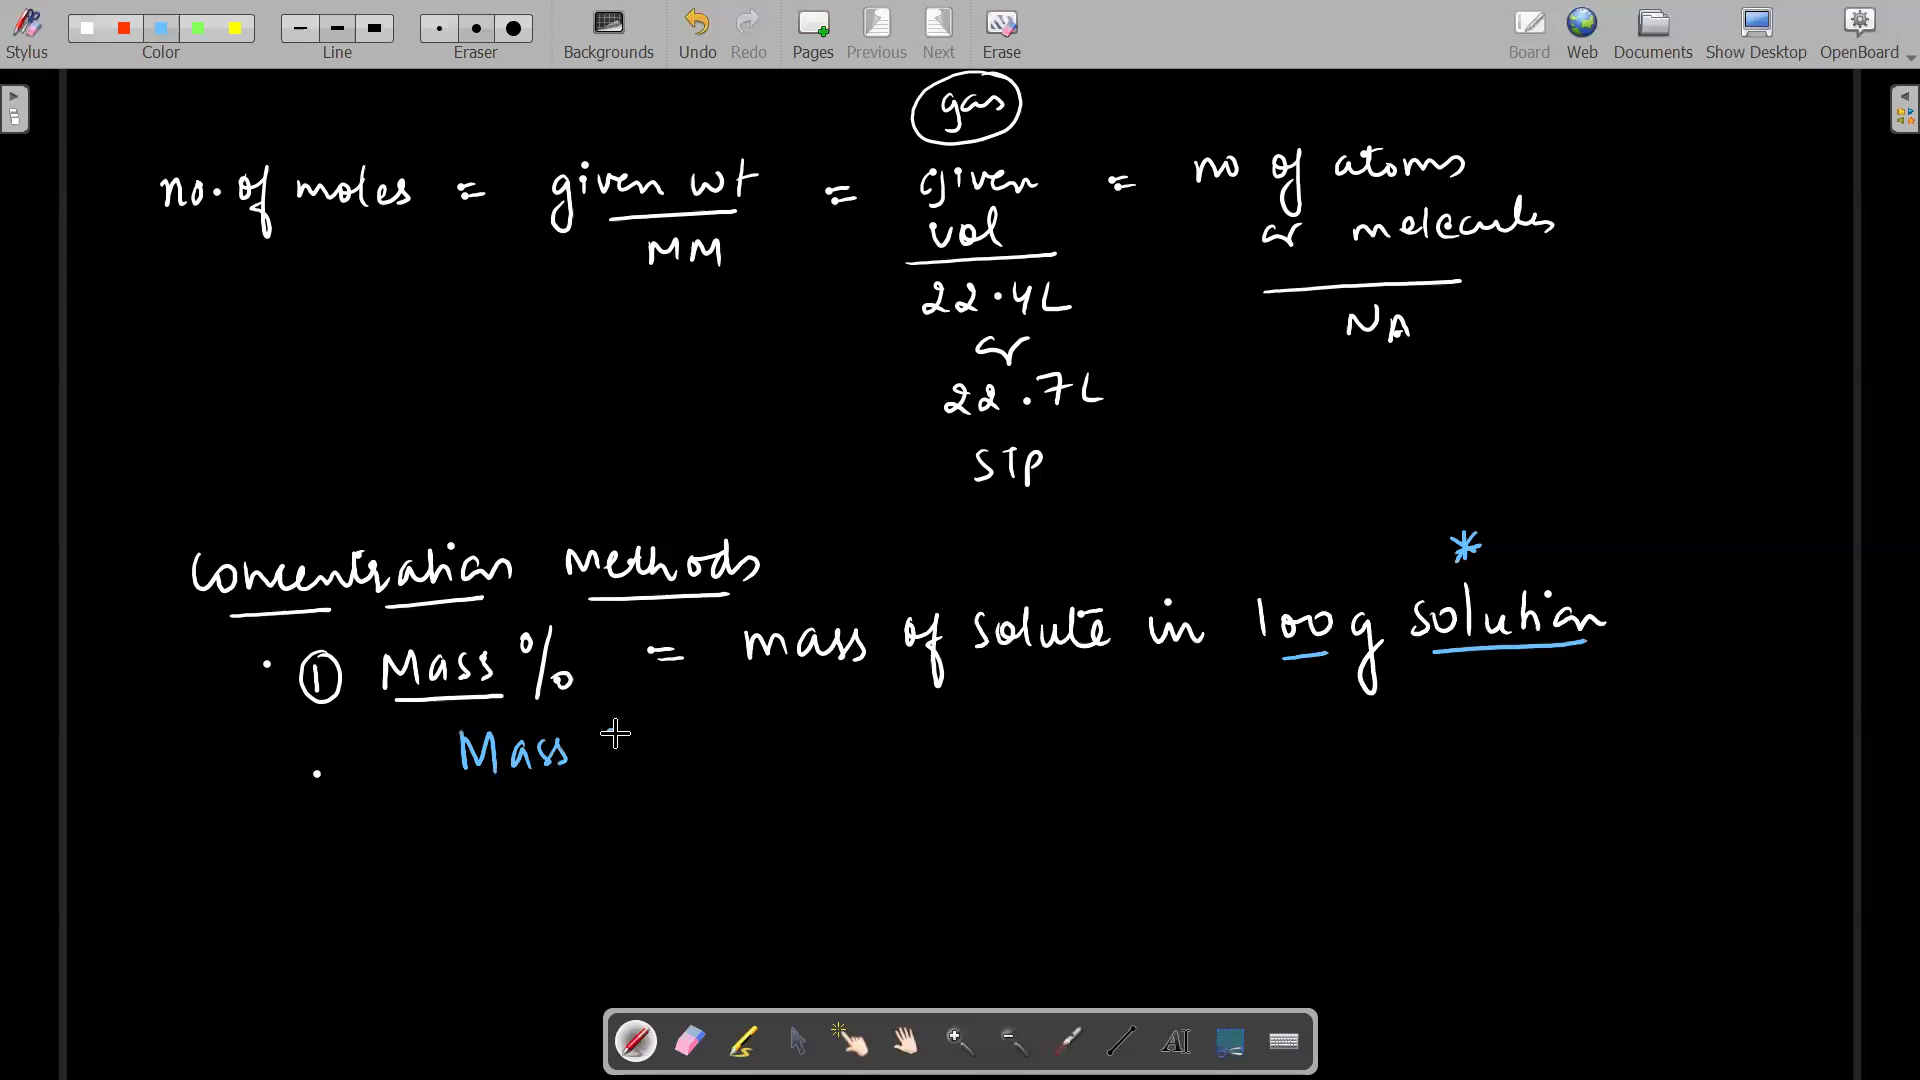 Stylus Color Line Eraser Backgrounds Undo Redo Pages Previous Next Erase Board Web Documents Show Desktop OpenBoard
gas
no. of moles = given wt / MM = given vol / 22.4L or 22.7L STP = no of atoms or molecules / NA
Concentration Methods
*
① Mass % = mass of solute in 100g solution
Mass